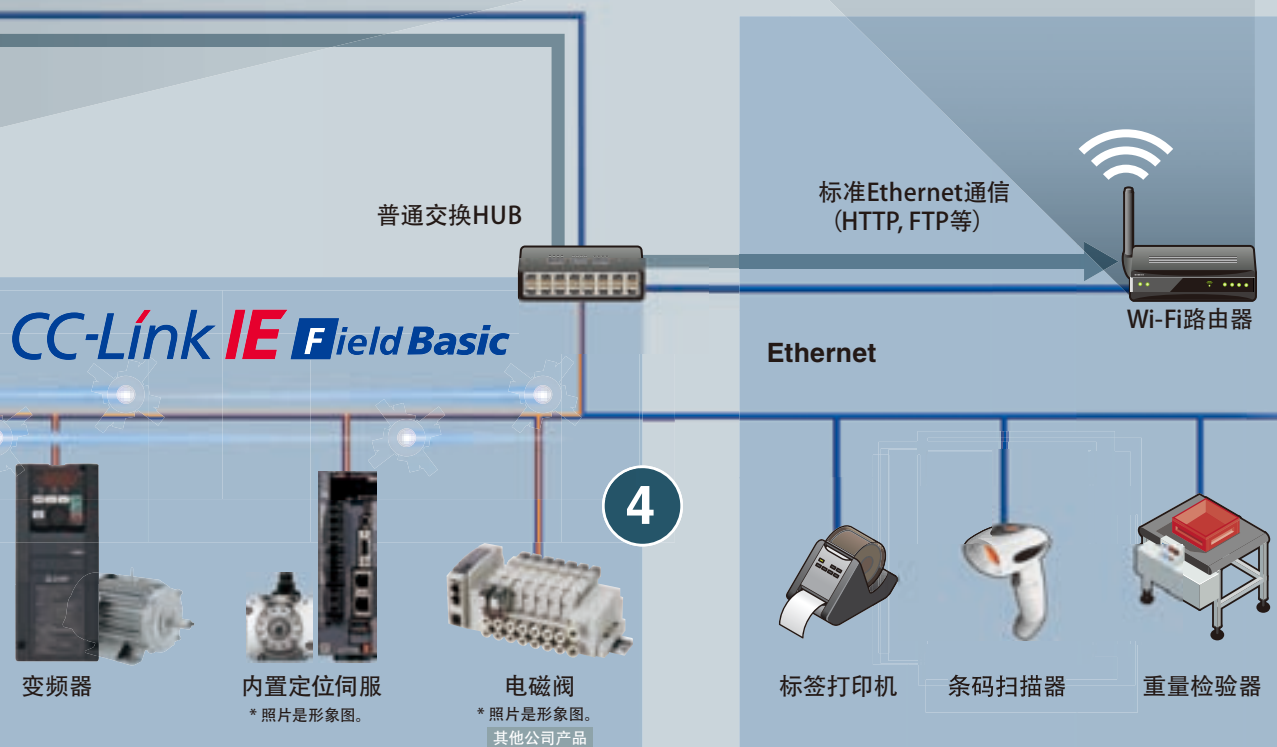 普通交换HUB
标准Ethernet通信
（HTTP, FTP等）
Wi-Fi路由器
CC-Link IE Field Basic
Ethernet
4
变频器
内置定位伺服
* 照片是形象图。
电磁阀
* 照片是形象图。
其他公司产品
标签打印机
条码扫描器
重量检验器